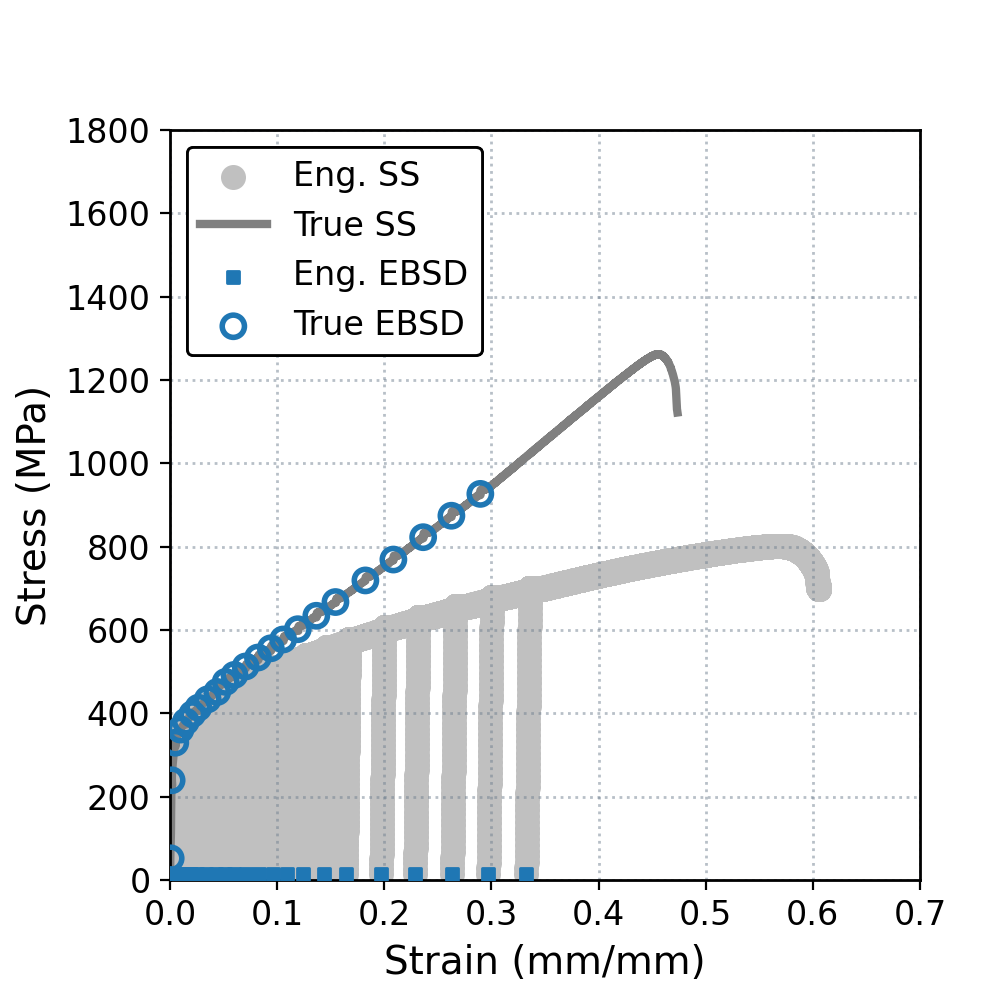 1800
1600
1400
1200
1000
800
600
400
200
0
Eng. SS
True SS
Eng. EBSD
True EBSD
Stress (MPa)
0.0 0.1 0.2 0.3 0.4 0.5 0.6 0.7
Strain (mm/mm)